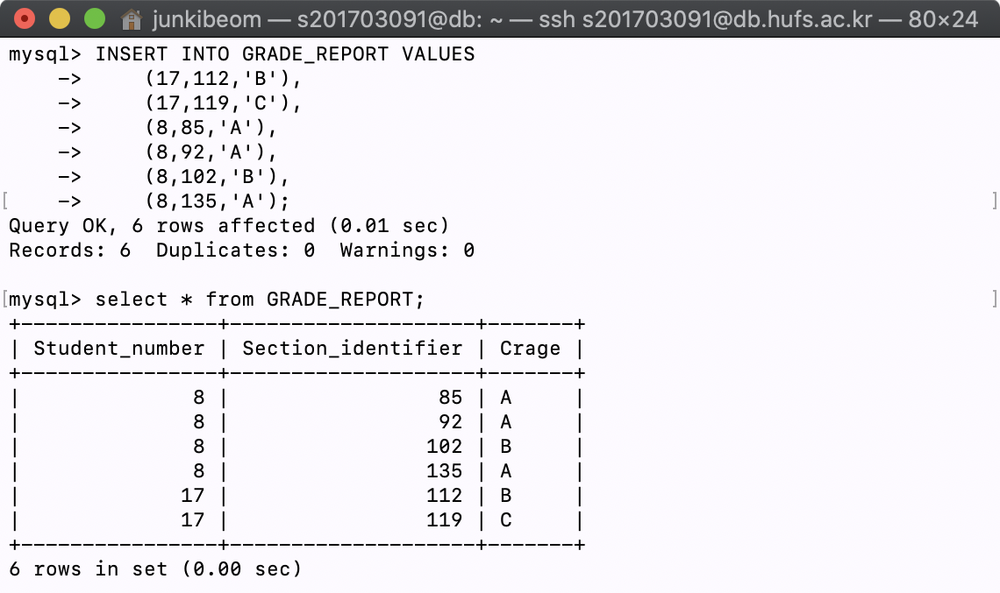 junkibeom — s201703091@db: ~ — ssh s201703091@db.hufs.ac.kr — 80×24
mysql> INSERT INTO GRADE_REPORT VALUES
    ->     (17,112,'B'),
    ->     (17,119,'C'),
    ->     (8,85,'A'),
    ->     (8,92,'A'),
    ->     (8,102,'B'),
[    ->     (8,135,'A'); ]
Query OK, 6 rows affected (0.01 sec)
Records: 6  Duplicates: 0  Warnings: 0
[mysql> select * from GRADE_REPORT; ]
+----------------+--------------------+-------+
| Student_number | Section_identifier | Crage |
+----------------+--------------------+-------+
|              8 |                 85 | A     |
|              8 |                 92 | A     |
|              8 |                102 | B     |
|              8 |                135 | A     |
|             17 |                112 | B     |
|             17 |                119 | C     |
+----------------+--------------------+-------+
6 rows in set (0.00 sec)